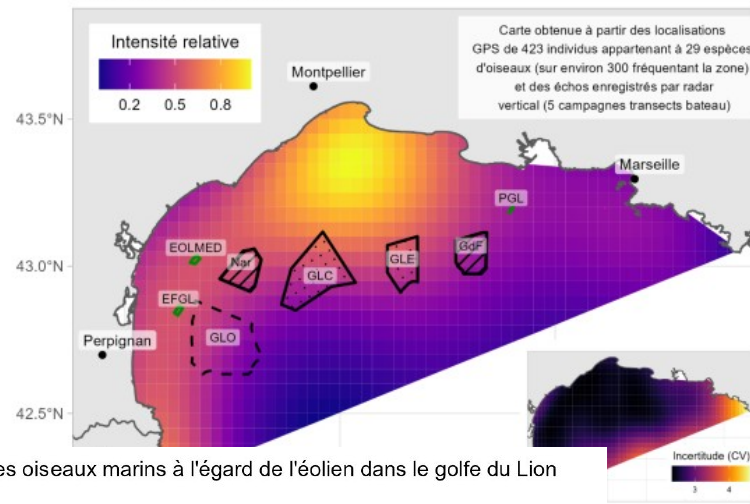 Carte obtenue à partir des localisations
GPS de 423 individus appartenant à 29 espèces
d'oiseaux (sur environ 300 fréquentant la zone)
et des échos enregistrés par radar
vertical (5 campagnes transects bateau)
Intensité relative
0.2 0.5 0.8
Montpellier
43.5°N
Marseille
PGL
EOLMED
Nar
GLC
GLE
GdF
43.0°N
EFGL
GLO
Perpignan
42.5°N
Incertitude (CV)
3 4
es oiseaux marins à l'égard de l'éolien dans le golfe du Lion